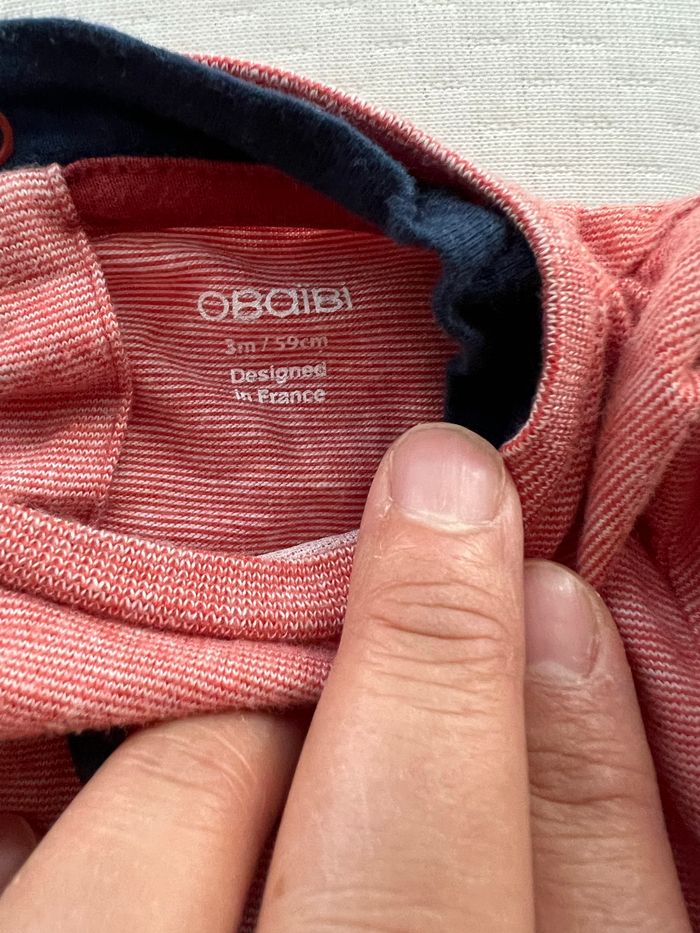 OBAIBI
3m / 59cm
Designed
in France